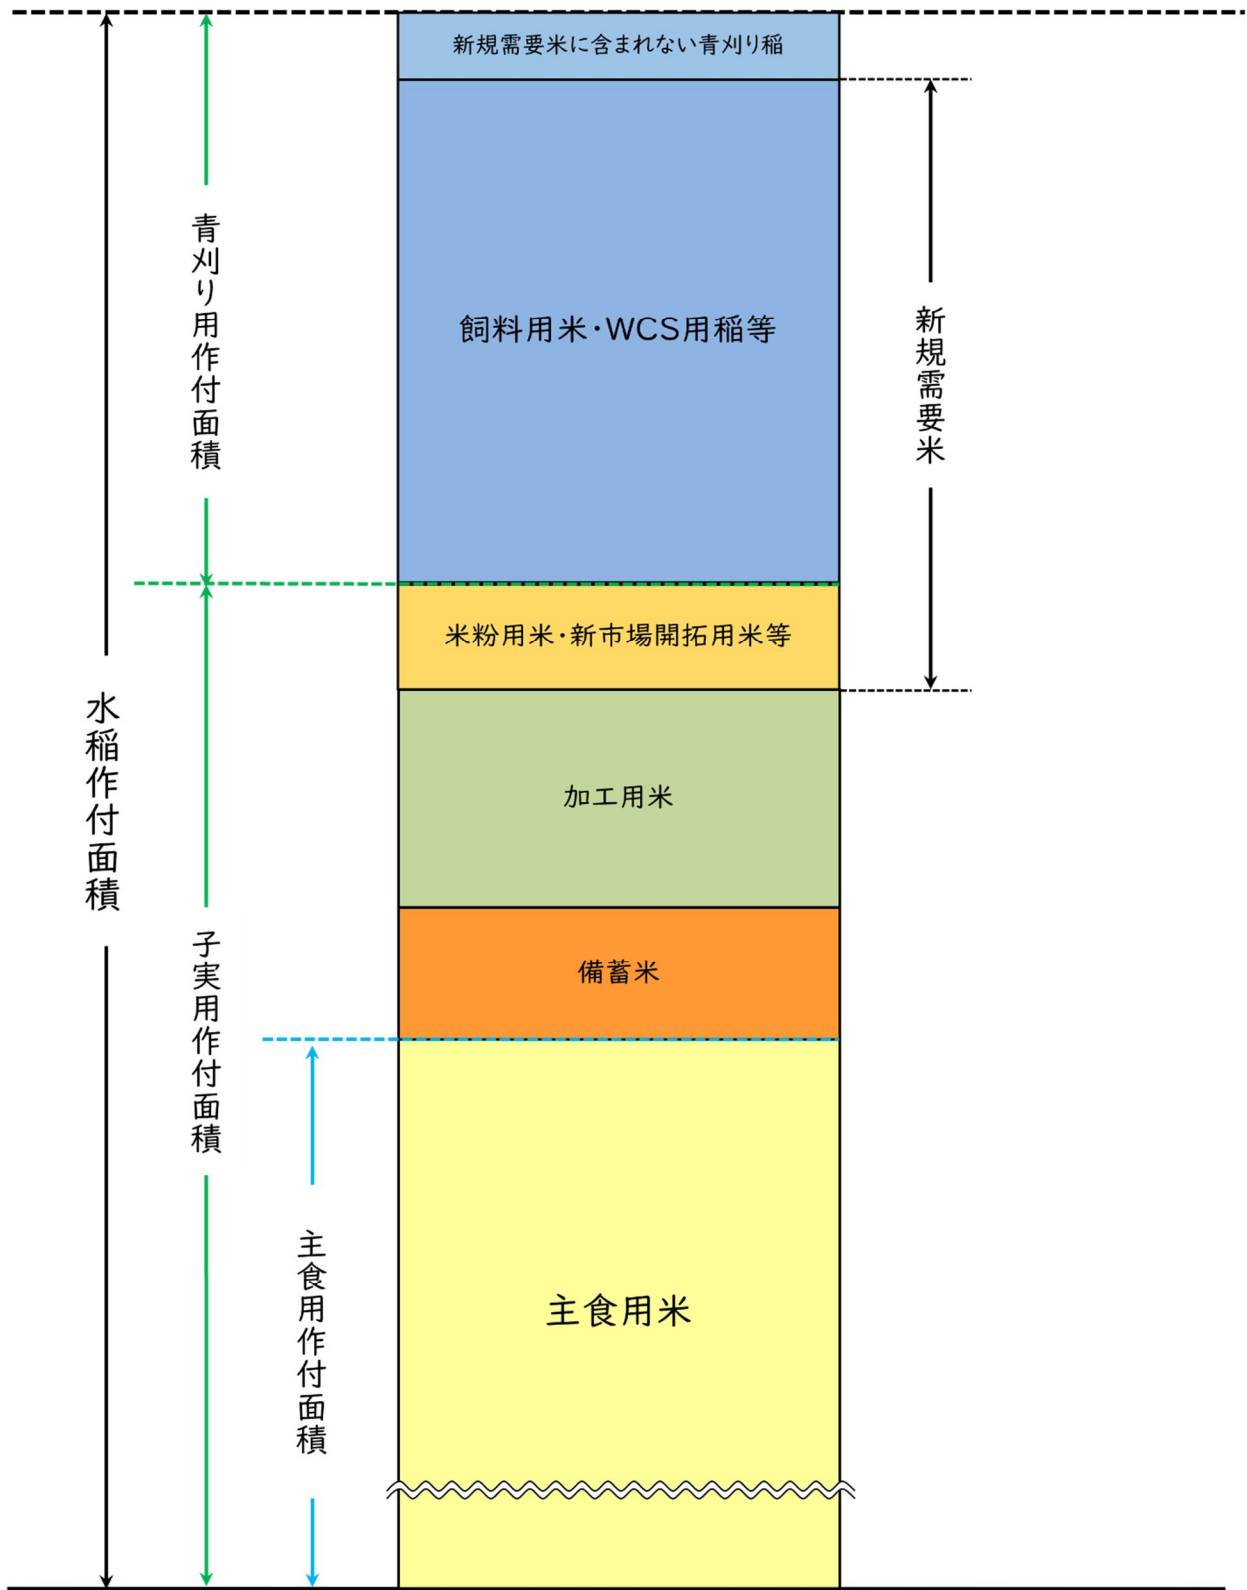 新規需要米に含まれない青刈り稲
青刈り用作付面積
飼料用米・WCS用稲等
新規需要米
米粉用米・新市場開拓用米等
水稲作付面積
加工用米
子実用作付面積
備蓄米
主食用作付面積
主食用米